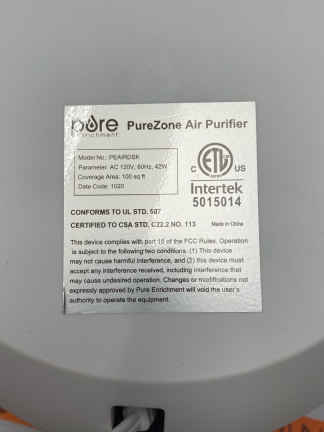 pure enrichment PureZone Air Purifier
Model No.: PEAIRDSK
Parameter: AC 120V, 60Hz, 42W
Coverage Area: 100 sq ft
Date Code: 1020
C ETL US
Intertek
5015014
CONFORMS TO UL STD. 507
CERTIFIED TO CSA STD. C22.2 NO. 113
Made in China
This device complies with part 15 of the FCC Rules. Operation
is subject to the following two conditions: (1) This device
may not cause harmful interference, and (2) this device must
accept any interference received, including interference that
may cause undesired operation. Changes or modifications not
expressly approved by Pure Enrichment will void the user's
authority to operate the equipment.